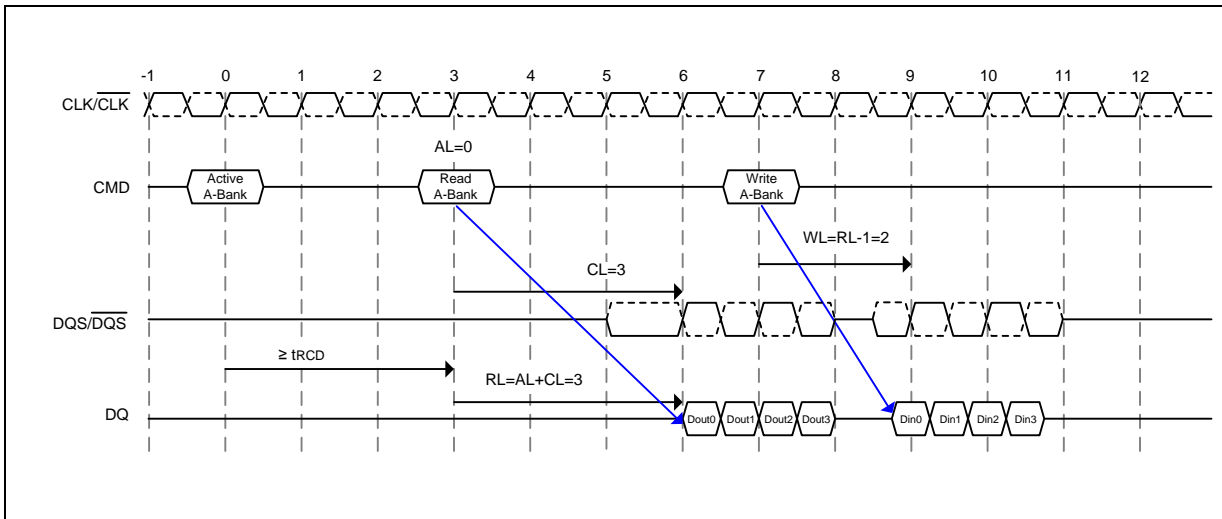 -1 0 1 2 3 4 5 6 7 8 9 10 11 12
CLK/CLK
AL=0
CMD
Active
A-Bank
Read
A-Bank
Write
A-Bank
WL=RL-1=2
CL=3
DQS/DQS
≥ tRCD
RL=AL+CL=3
DQ
Dout0 Dout1 Dout2 Dout3 Din0 Din1 Din2 Din3